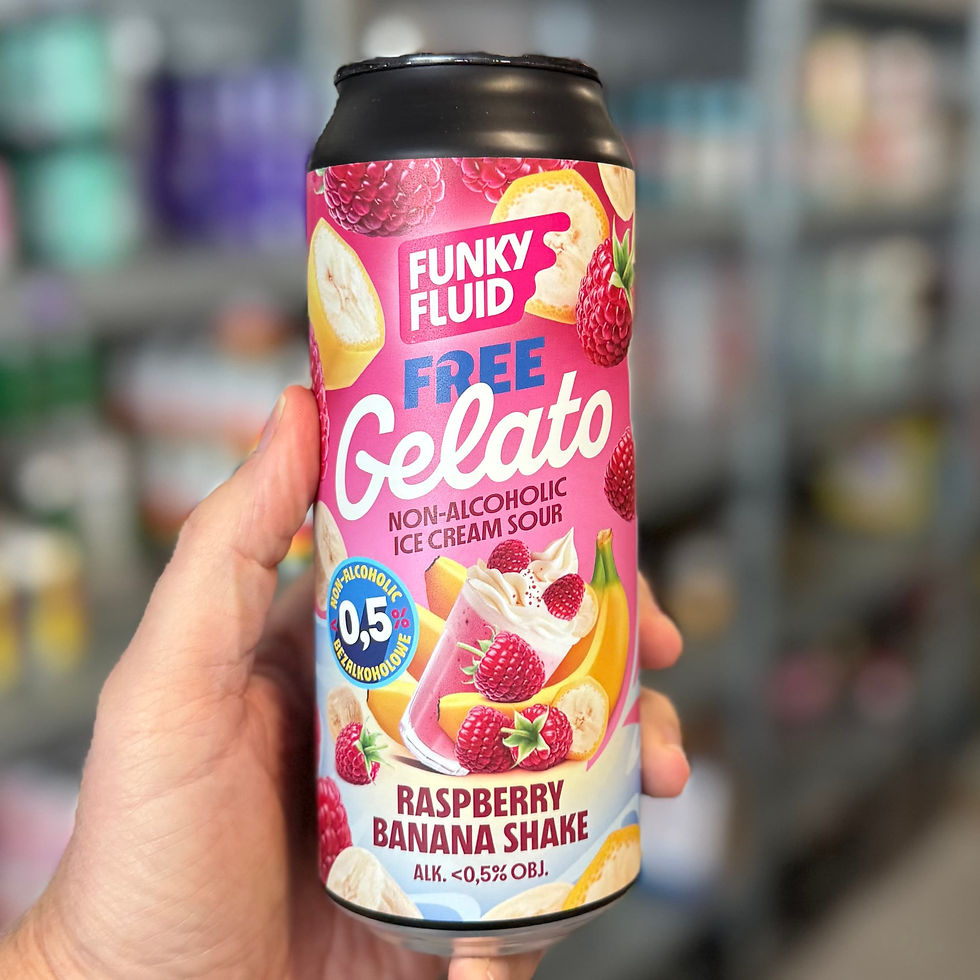 FUNKY
FLUID
FREE
Gelato
NON-ALCOHOLIC
ICE CREAM SOUR
NON-ALCOHOLIC
<0,5%
BEZALKOHOLOWE
RASPBERRY
BANANA SHAKE
ALK. <0,5% OBJ.